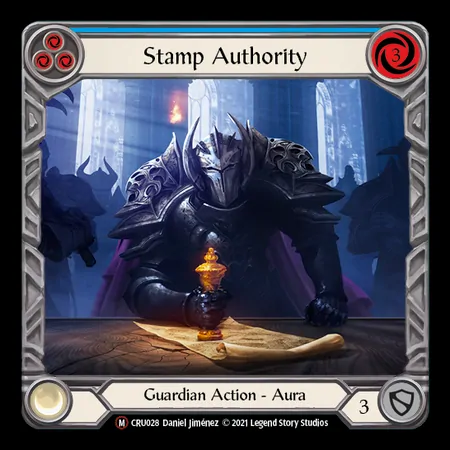 Stamp Authority
3
Guardian Action - Aura
3
M CRU028 Daniel Jiménez © 2021 Legend Story Studios